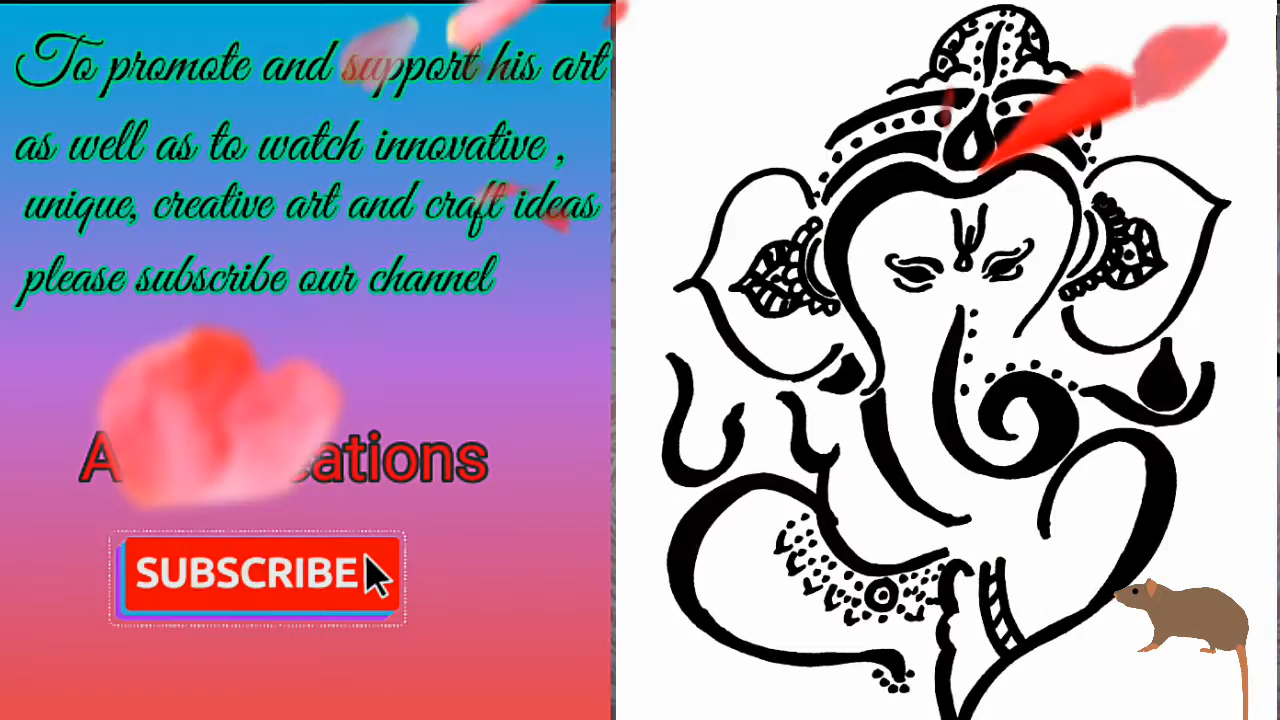 To promote and support his art
as well as to watch innovative ,
unique, creative art and craft ideas
please subscribe our channel
SUBSCRIBE